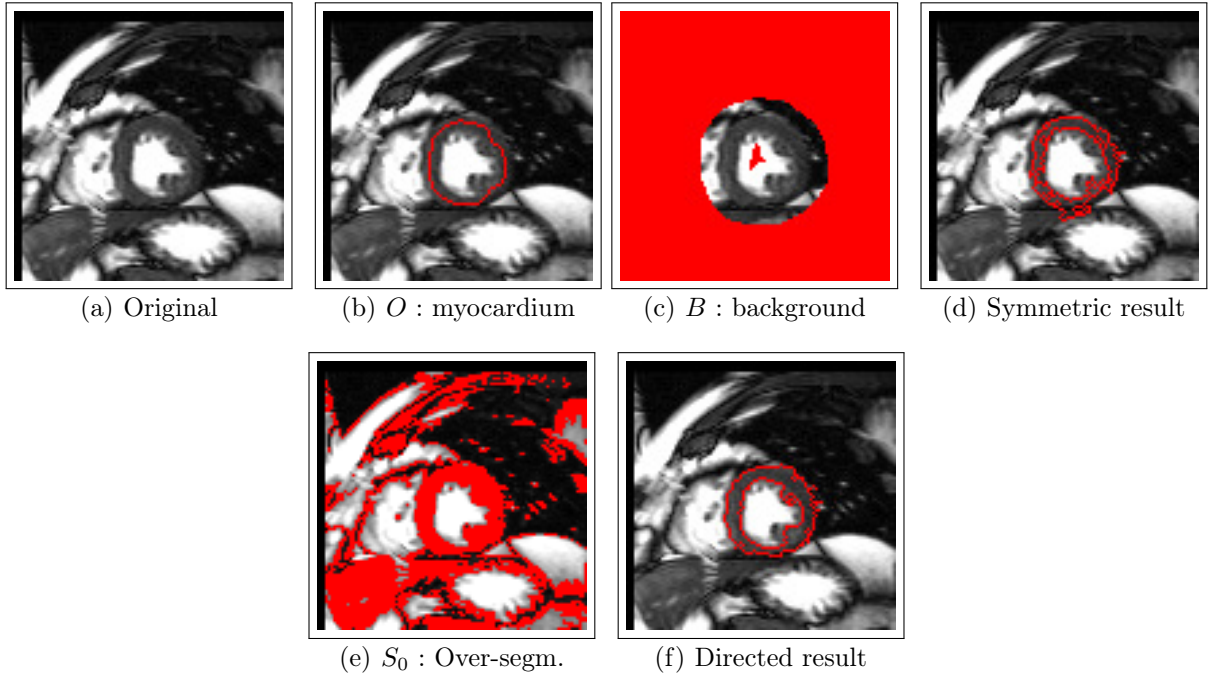 (a) Original
(b) O : myocardium
(c) B : background
(d) Symmetric result
(e) S₀ : Over-segm.
(f) Directed result